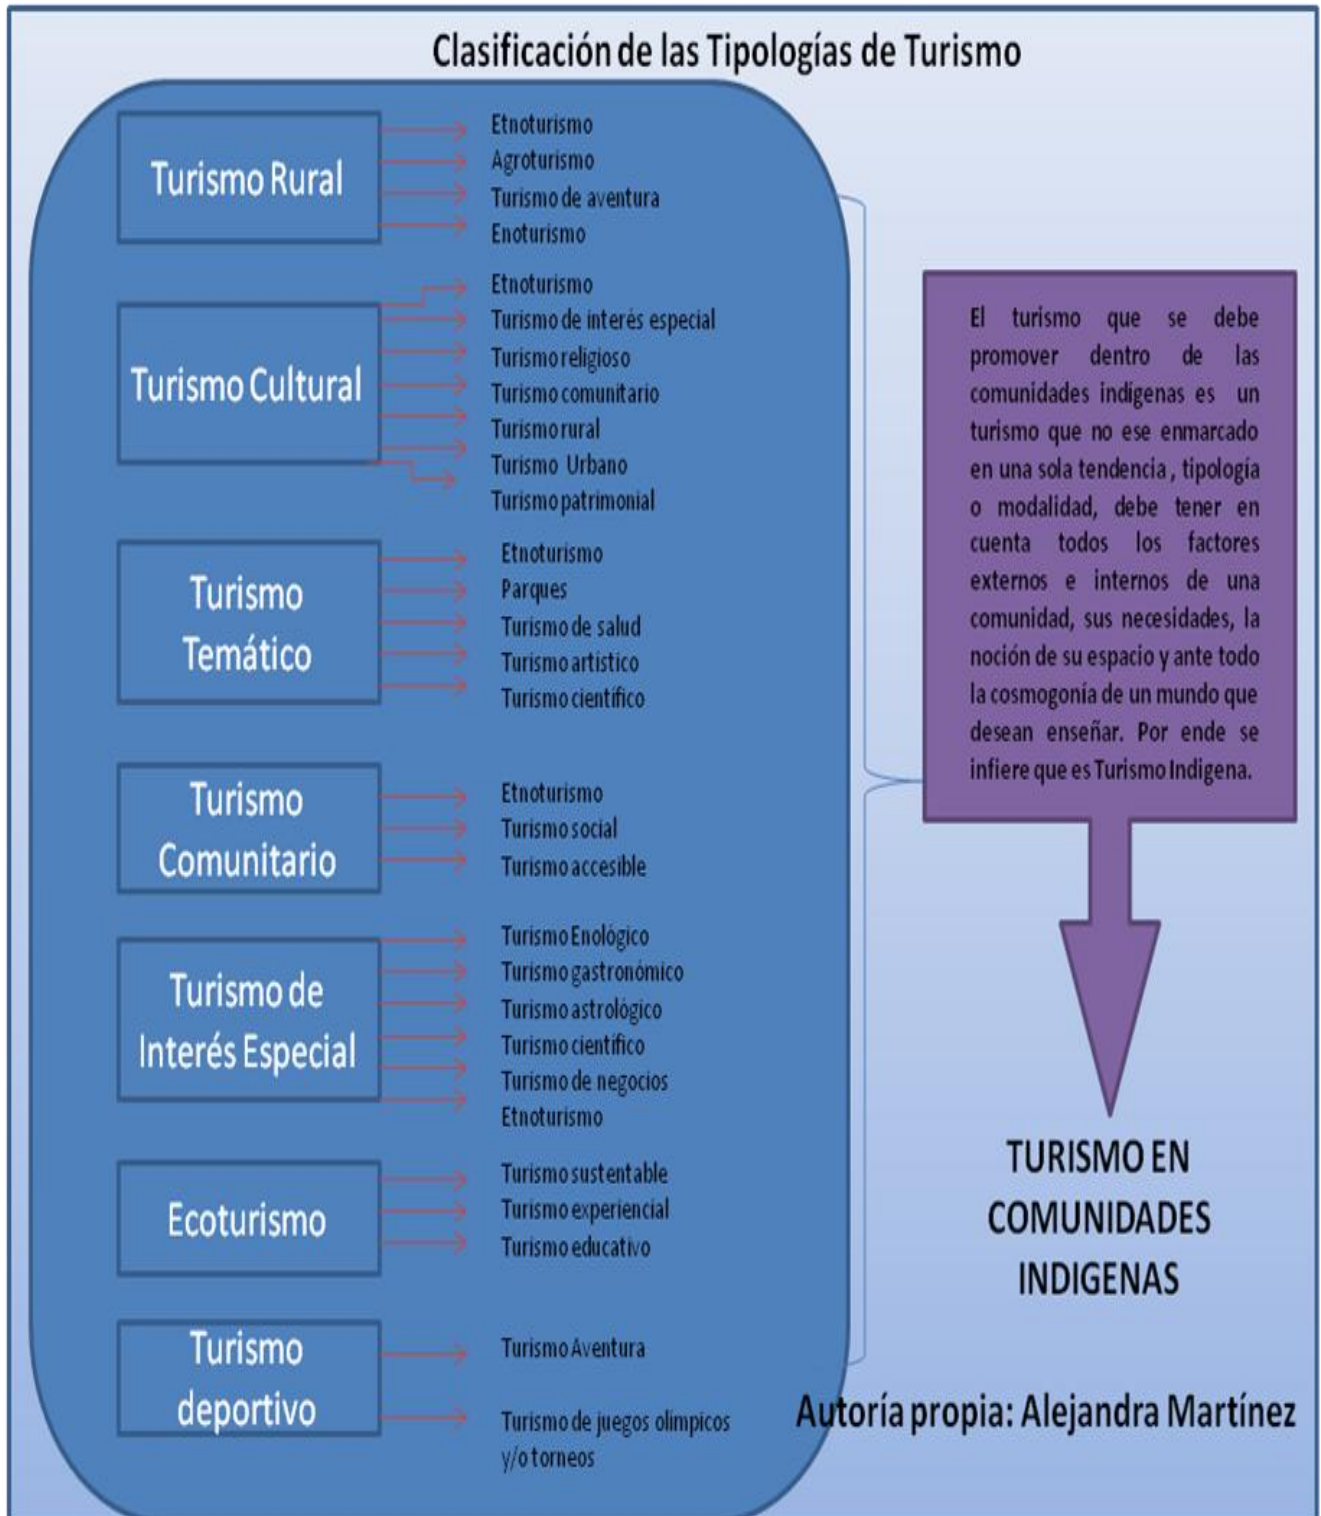 Clasificación de las Tipologías de Turismo
Turismo Rural
Etnoturismo
Agroturismo
Turismo de aventura
Enoturismo
Turismo Cultural
Etnoturismo
Turismo de interés especial
Turismo religioso
Turismo comunitario
Turismo rural
Turismo Urbano
Turismo patrimonial
Turismo
Temático
Etnoturismo
Parques
Turismo de salud
Turismo artístico
Turismo científico
Turismo
Comunitario
Etnoturismo
Turismo social
Turismo accesible
Turismo de
Interés Especial
Turismo Enológico
Turismo gastronómico
Turismo astrológico
Turismo científico
Turismo de negocios
Etnoturismo
Ecoturismo
Turismo sustentable
Turismo experiencial
Turismo educativo
Turismo
deportivo
Turismo Aventura
Turismo de juegos olímpicos
y/o torneos
El turismo que se debe
promover dentro de las
comunidades indígenas es un
turismo que no ese enmarcado
en una sola tendencia , tipología
o modalidad, debe tener en
cuenta todos los factores
externos e internos de una
comunidad, sus necesidades, la
noción de su espacio y ante todo
la cosmogonía de un mundo que
desean enseñar. Por ende se
infiere que es Turismo Indigena.
TURISMO EN
COMUNIDADES
INDIGENAS
Autoría propia: Alejandra Martínez